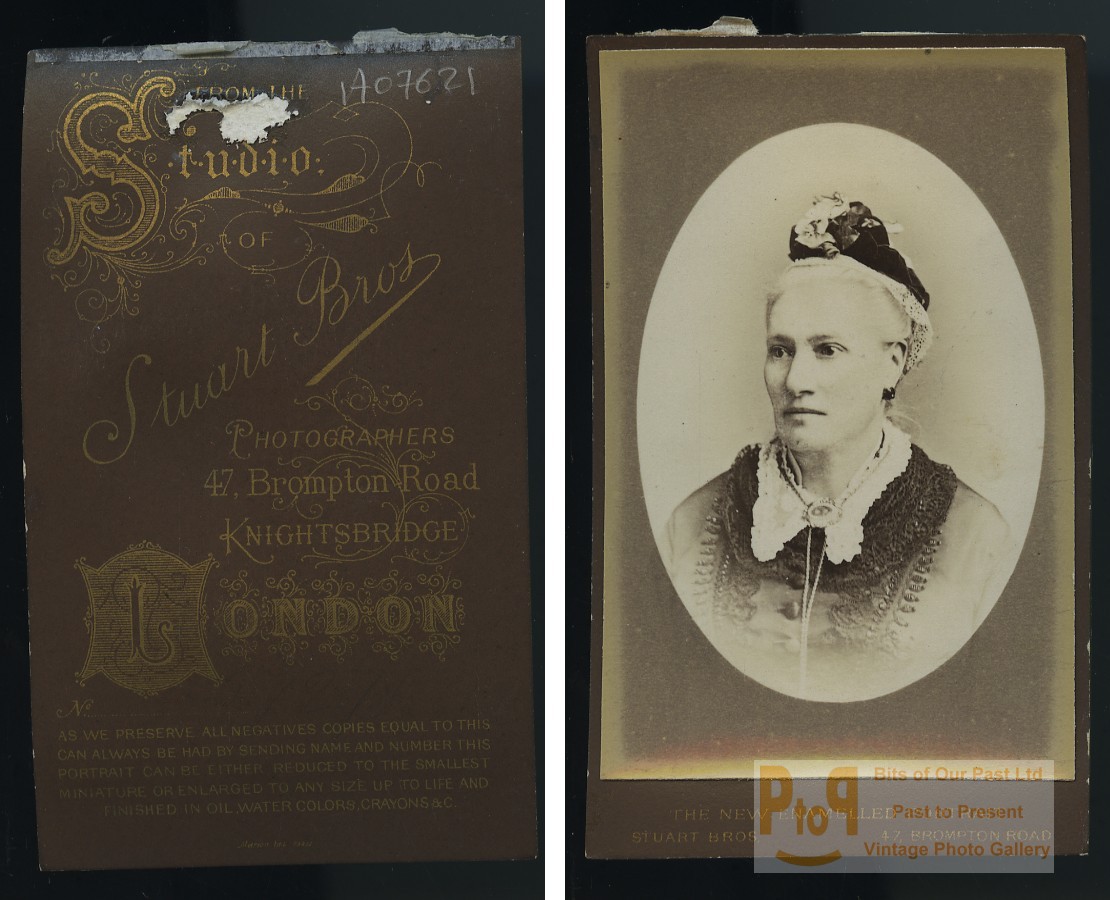 FROM THE
1A07621
Studio.
OF
Stuart Bros
PHOTOGRAPHERS
47, Brompton Road
KNIGHTSBRIDGE
LONDON
No
AS WE PRESERVE ALL NEGATIVES COPIES EQUAL TO THIS
CAN ALWAYS BE HAD BY SENDING NAME AND NUMBER THIS
PORTRAIT CAN BE EITHER REDUCED TO THE SMALLEST
MINIATURE OR ENLARGED TO ANY SIZE UP TO LIFE AND
FINISHED IN OIL, WATER COLORS, CRAYONS &C.
THE NEW ENAMELLED
STUART BROS 47, BROMPTON ROAD
PtoP
Bits of Our Past Ltd
Past to Present
Vintage Photo Gallery